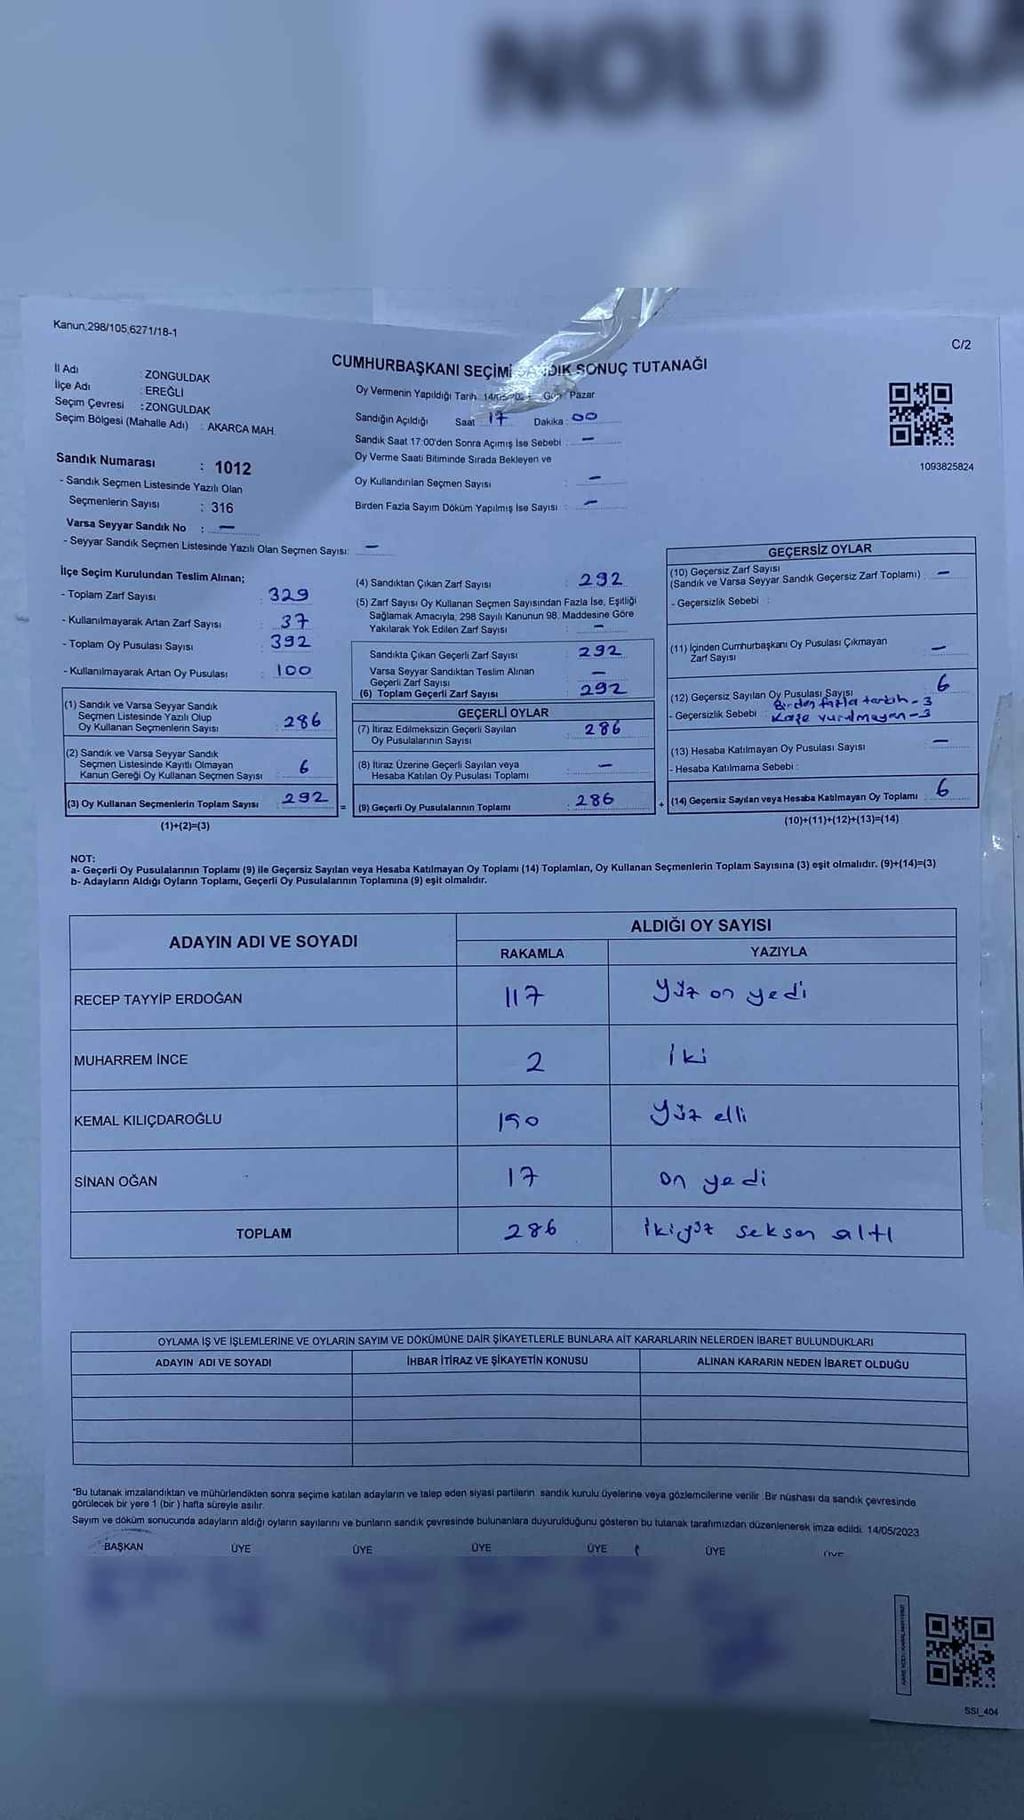 NOLU SA
Kanun,298/105,6271/18-1
C/2
CUMHURBAŞKANI SEÇİMİ SANDIK SONUÇ TUTANAĞI
İl Adı : ZONGULDAK
İlçe Adı : EREĞLİ
Seçim Çevresi : ZONGULDAK
Seçim Bölgesi (Mahalle Adı) : AKARCA MAH.
Oy Vermenin Yapıldığı Tarih Gün Pazar
Sandığın Açıldığı Saat 17 Dakika : 00
Sandık Saat 17:00'den Sonra Açımış İse Sebebi : –
Oy Verme Saati Bitiminde Sırada Bekleyen ve
Oy Kullandırılan Seçmen Sayısı : –
Birden Fazla Sayım Döküm Yapılmış İse Sayısı : –
1093825824
Sandık Numarası : 1012
- Sandık Seçmen Listesinde Yazılı Olan
Seçmenlerin Sayısı : 316
Varsa Seyyar Sandık No : –
- Seyyar Sandık Seçmen Listesinde Yazılı Olan Seçmen Sayısı: –
İlçe Seçim Kurulundan Teslim Alınan;
- Toplam Zarf Sayısı : 329
- Kullanılmayarak Artan Zarf Sayısı : 37
- Toplam Oy Pusulası Sayısı : 392
- Kullanılmayarak Artan Oy Pusulası : 100
(1) Sandık ve Varsa Seyyar Sandık
Seçmen Listesinde Yazılı Olup
Oy Kullanan Seçmenlerin Sayısı : 286
(2) Sandık ve Varsa Seyyar Sandık
Seçmen Listesinde Kayıtlı Olmayan
Kanun Gereği Oy Kullanan Seçmen Sayısı : 6
(3) Oy Kullanan Seçmenlerin Toplam Sayısı : 292
(1)+(2)=(3)
(4) Sandıktan Çıkan Zarf Sayısı : 292
(5) Zarf Sayısı Oy Kullanan Seçmen Sayısından Fazla İse, Eşitliği
Sağlamak Amacıyla, 298 Sayılı Kanunun 98. Maddesine Göre
Yakılarak Yok Edilen Zarf Sayısı : –
Sandıkta Çıkan Geçerli Zarf Sayısı : 292
Varsa Seyyar Sandıktan Teslim Alınan
Geçerli Zarf Sayısı : –
(6) Toplam Geçerli Zarf Sayısı : 292
GEÇERLİ OYLAR
(7) İtiraz Edilmeksizin Geçerli Sayılan
Oy Pusulalarının Sayısı : 286
(8) İtiraz Üzerine Geçerli Sayılan veya
Hesaba Katılan Oy Pusulası Toplamı : –
= (9) Geçerli Oy Pusulalarının Toplamı : 286
GEÇERSİZ OYLAR
(10) Geçersiz Zarf Sayısı
(Sandık ve Varsa Seyyar Sandık Geçersiz Zarf Toplamı) : –
- Geçersizlik Sebebi :
(11) İçinden Cumhurbaşkanı Oy Pusulası Çıkmayan
Zarf Sayısı : –
(12) Geçersiz Sayılan Oy Pusulası Sayısı : 6
Birden fazla tercih - 3
- Geçersizlik Sebebi : Kaşe vurulmayan - 3
(13) Hesaba Katılmayan Oy Pusulası Sayısı : –
- Hesaba Katılmama Sebebi :
+ (14) Geçersiz Sayılan veya Hesaba Katılmayan Oy Toplamı : 6
(10)+(11)+(12)+(13)=(14)
NOT:
a- Geçerli Oy Pusulalarının Toplamı (9) ile Geçersiz Sayılan veya Hesaba Katılmayan Oy Toplamı (14) Toplamları, Oy Kullanan Seçmenlerin Toplam Sayısına (3) eşit olmalıdır. (9)+(14)=(3)
b- Adayların Aldığı Oyların Toplamı, Geçerli Oy Pusulalarının Toplamına (9) eşit olmalıdır.
ADAYIN ADI VE SOYADI
ALDIĞI OY SAYISI
RAKAMLA YAZIYLA
RECEP TAYYİP ERDOĞAN 117 Yüz on yedi
MUHARREM İNCE 2 iki
KEMAL KILIÇDAROĞLU 150 Yüz elli
SİNAN OĞAN 17 on yedi
TOPLAM 286 ikiyüz seksen altı
OYLAMA İŞ VE İŞLEMLERİNE VE OYLARIN SAYIM VE DÖKÜMÜNE DAİR ŞİKAYETLERLE BUNLARA AİT KARARLARIN NELERDEN İBARET BULUNDUKLARI
ADAYIN ADI VE SOYADI İHBAR İTİRAZ VE ŞİKAYETİN KONUSU ALINAN KARARIN NEDEN İBARET OLDUĞU
*Bu tutanak imzalandıktan ve mühürlendikten sonra seçime katılan adayların ve talep eden siyasi partilerin sandık kurulu üyelerine veya gözlemcilerine verilir. Bir nüshası da sandık çevresinde
görülecek bir yere 1 (bir ) hafta süreyle asılır.
Sayım ve döküm sonucunda adayların aldığı oyların sayılarını ve bunların sandık çevresinde bulunanlara duyurulduğunu gösteren bu tutanak tarafımızdan düzenlenerek imza edildi. 14/05/2023
BAŞKAN ÜYE ÜYE ÜYE ÜYE ÜYE ÜYE
SSI_404